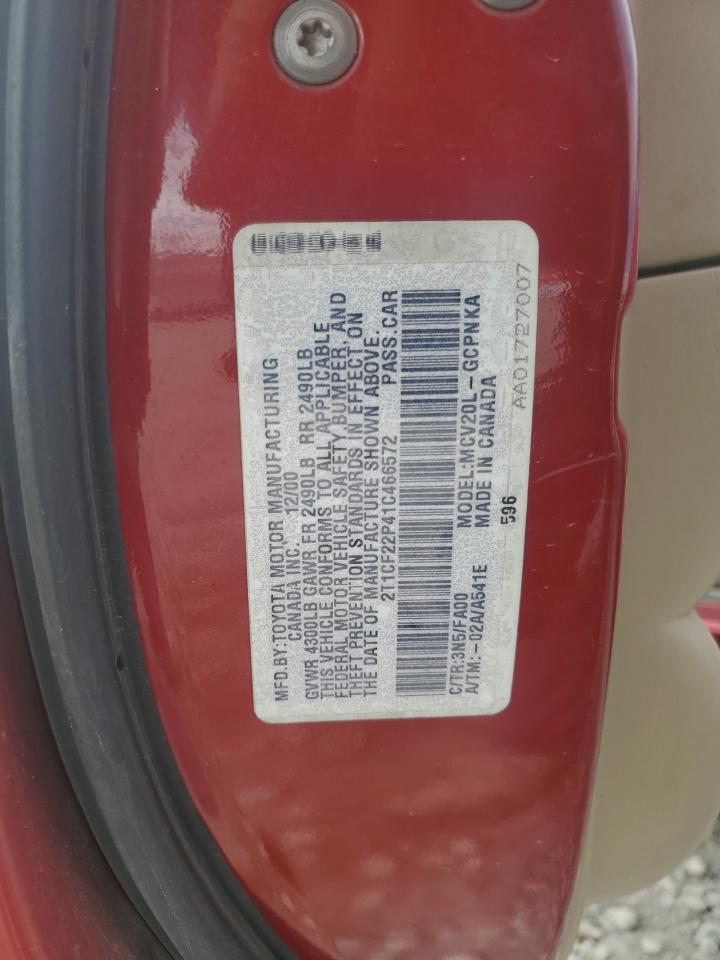 MFD.BY:TOYOTA MOTOR MANUFACTURING
CANADA INC. 12/00
GVWR 4300LB GAWR FR 2490LB RR 2490LB
THIS VEHICLE CONFORMS TO ALL APPLICABLE
FEDERAL MOTOR VEHICLE SAFETY, BUMPER, AND
THEFT PREVENTION STANDARDS IN EFFECT ON
THE DATE OF MANUFACTURE SHOWN ABOVE.
2T1CF22P41C466572 PASS.CAR
C/TR:3N5/FA00 MODEL:MCV20L-GCPNKA
A/TM:-02A/A541E MADE IN CANADA
596
AA01727007